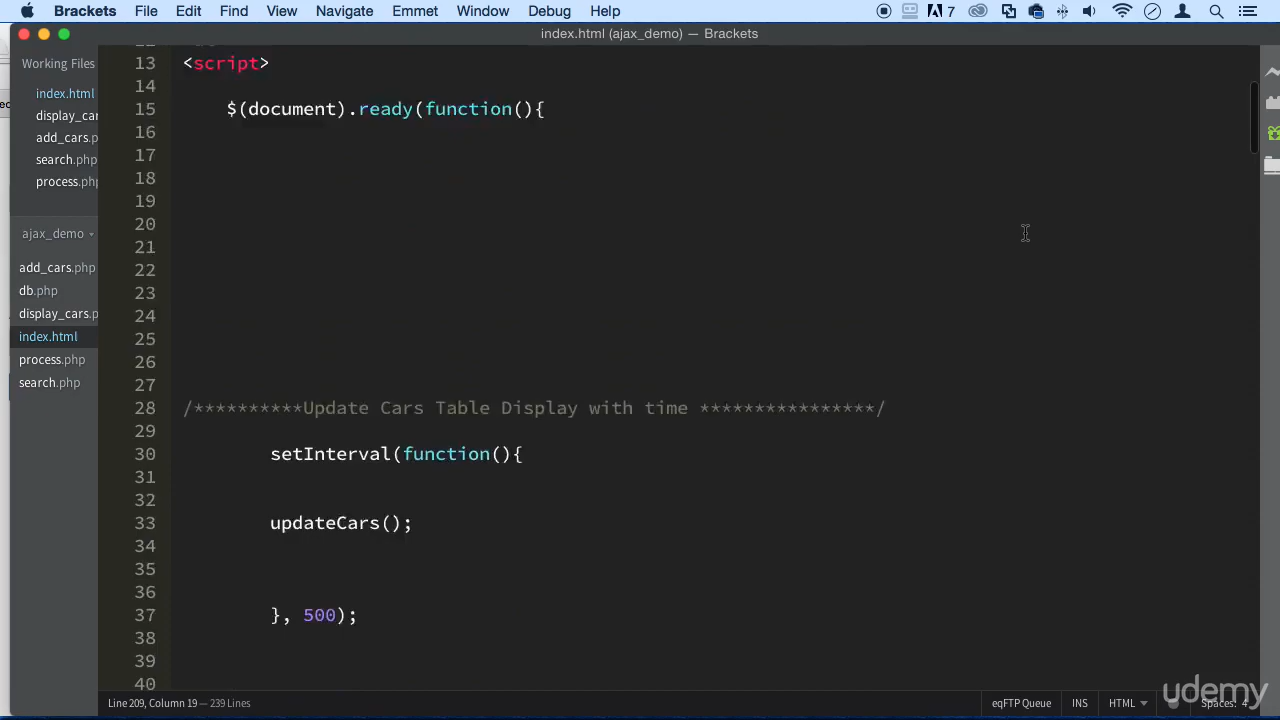 Brackets File Edit Find View Navigate Emmet Window Debug Help 7
index.html (ajax_demo) — Brackets
Working Files
index.html
display_car
add_cars.p
search.php
process.php
ajax_demo
add_cars.php
db.php
display_cars.p
index.html
process.php
search.php
13 <script>
14
15 $(document).ready(function(){
16
17
18
19
20
21
22
23
24
25
26
27
28 /**********Update Cars Table Display with time ****************/
29
30 setInterval(function(){
31
32
33 updateCars();
34
35
36
37 }, 500);
38
39
40
Line 209, Column 19 — 239 Lines
eqFTP Queue INS HTML Spaces: 4
udemy